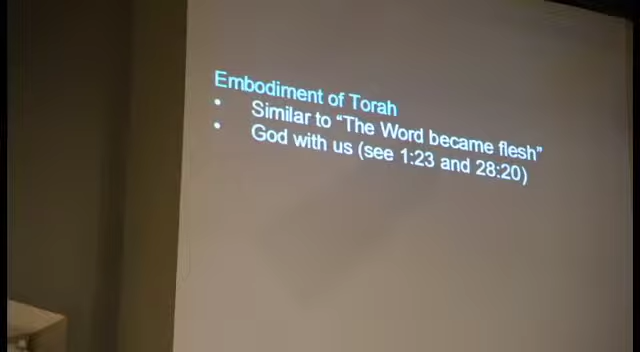 Embodiment of Torah
• Similar to “The Word became flesh”
• God with us (see 1:23 and 28:20)